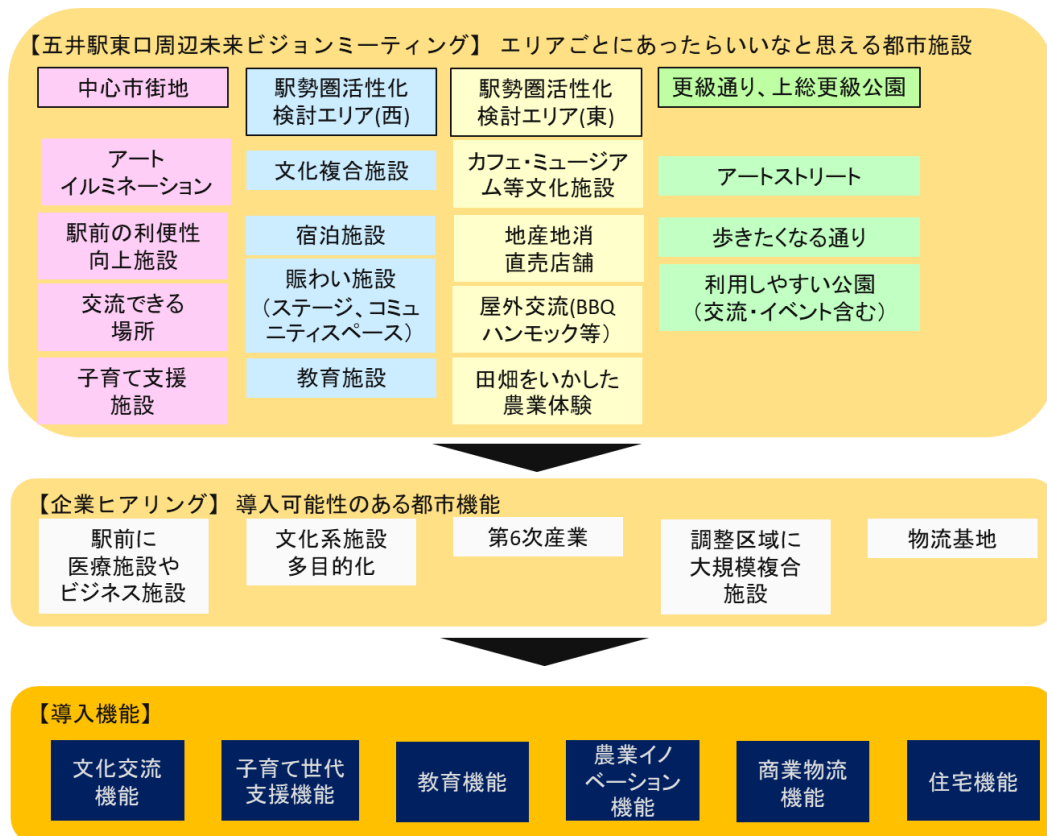 【五井駅東口周辺未来ビジョンミーティング】 エリアごとにあったらいいなと思える都市施設
中心市街地
アート
イルミネーション
駅前の利便性
向上施設
交流できる
場所
子育て支援
施設
駅勢圏活性化
検討エリア(西)
文化複合施設
宿泊施設
賑わい施設
(ステージ、コミュ
ニティスペース)
教育施設
駅勢圏活性化
検討エリア(東)
カフェ・ミュージア
ム等文化施設
地産地消
直売店舗
屋外交流(BBQ
ハンモック等)
田畑をいかした
農業体験
更級通り、上総更級公園
アートストリート
歩きたくなる通り
利用しやすい公園
(交流・イベント含む)
【企業ヒアリング】 導入可能性のある都市機能
駅前に
医療施設や
ビジネス施設
文化系施設
多目的化
第6次産業
調整区域に
大規模複合
施設
物流基地
【導入機能】
文化交流
機能
子育て世代
支援機能
教育機能
農業イノ
ベーション
機能
商業物流
機能
住宅機能